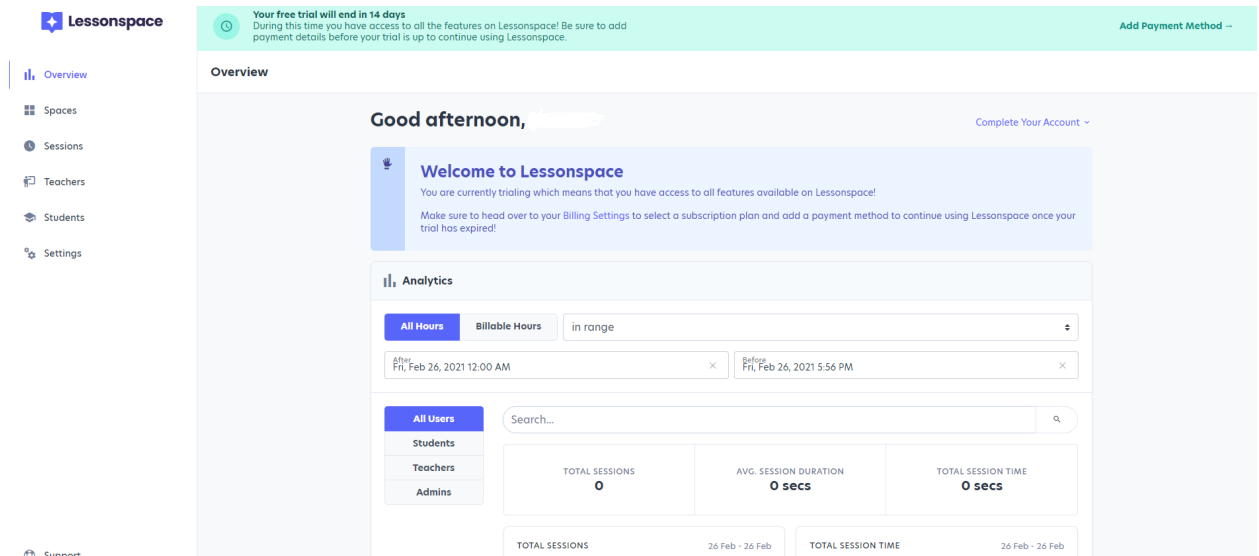 Lessonspace
Your free trial will end in 14 days
During this time you have access to all the features on Lessonspace! Be sure to add
payment details before your trial is up to continue using Lessonspace.
Add Payment Method →
Overview
Spaces
Sessions
Teachers
Students
Settings
Support
Overview
Good afternoon,
Complete Your Account
Welcome to Lessonspace
You are currently trialing which means that you have access to all features available on Lessonspace!
Make sure to head over to your Billing Settings to select a subscription plan and add a payment method to continue using Lessonspace once your
trial has expired!
Analytics
All Hours
Billable Hours
in range
After
Fri, Feb 26, 2021 12:00 AM
Before
Fri, Feb 26, 2021 5:56 PM
All Users
Students
Teachers
Admins
Search...
TOTAL SESSIONS
0
AVG. SESSION DURATION
0 secs
TOTAL SESSION TIME
0 secs
TOTAL SESSIONS
26 Feb - 26 Feb
TOTAL SESSION TIME
26 Feb - 26 Feb